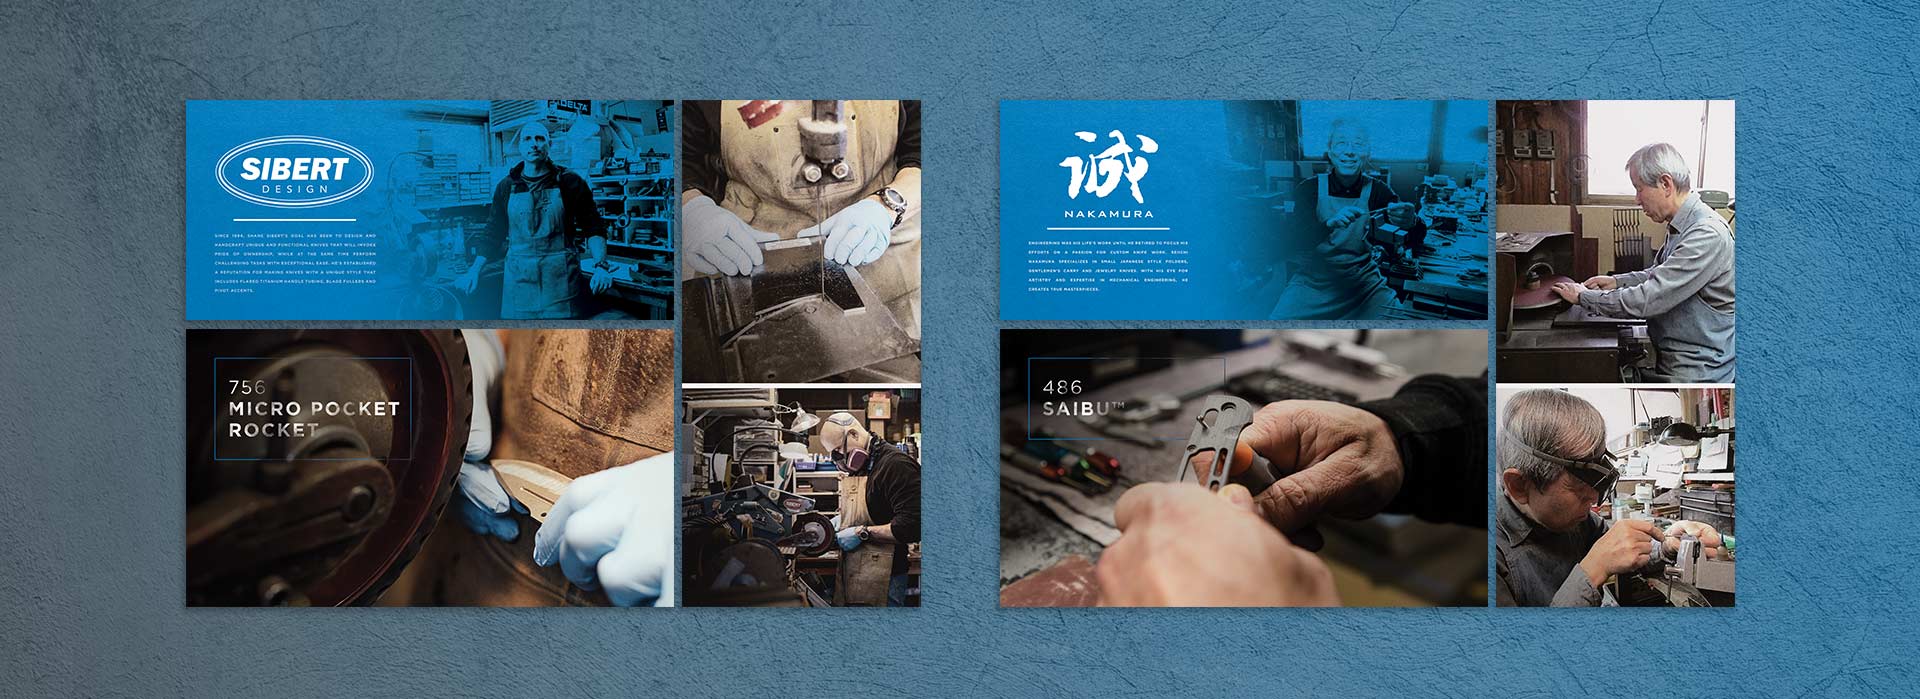 SIBERT
DESIGN
SINCE 1994, SHANE SIBERT'S GOAL HAS BEEN TO DESIGN AND
HANDCRAFT UNIQUE AND FUNCTIONAL KNIVES THAT WILL INVOKE
PRIDE OF OWNERSHIP, WHILE AT THE SAME TIME PERFORM
CHALLENGING TASKS WITH EXCEPTIONAL EASE. HE'S ESTABLISHED
A REPUTATION FOR MAKING KNIVES WITH A UNIQUE STYLE THAT
INCLUDES FLARED TITANIUM HANDLE TUBING, BLADE FULLERS AND
PIVOT ACCENTS.
DELTA
756
MICRO POCKET
ROCKET
誠
NAKAMURA
ENGINEERING WAS HIS LIFE'S WORK UNTIL HE RETIRED TO FOCUS HIS
EFFORTS ON A PASSION FOR CUSTOM KNIFE WORK. SEIICHI
NAKAMURA SPECIALIZES IN SMALL JAPANESE STYLE FOLDERS,
GENTLEMEN'S CARRY AND JEWELRY KNIVES. WITH HIS EYE FOR
ARTISTRY AND EXPERTISE IN MECHANICAL ENGINEERING, HE
CREATES TRUE MASTERPIECES.
486
SAIBU™